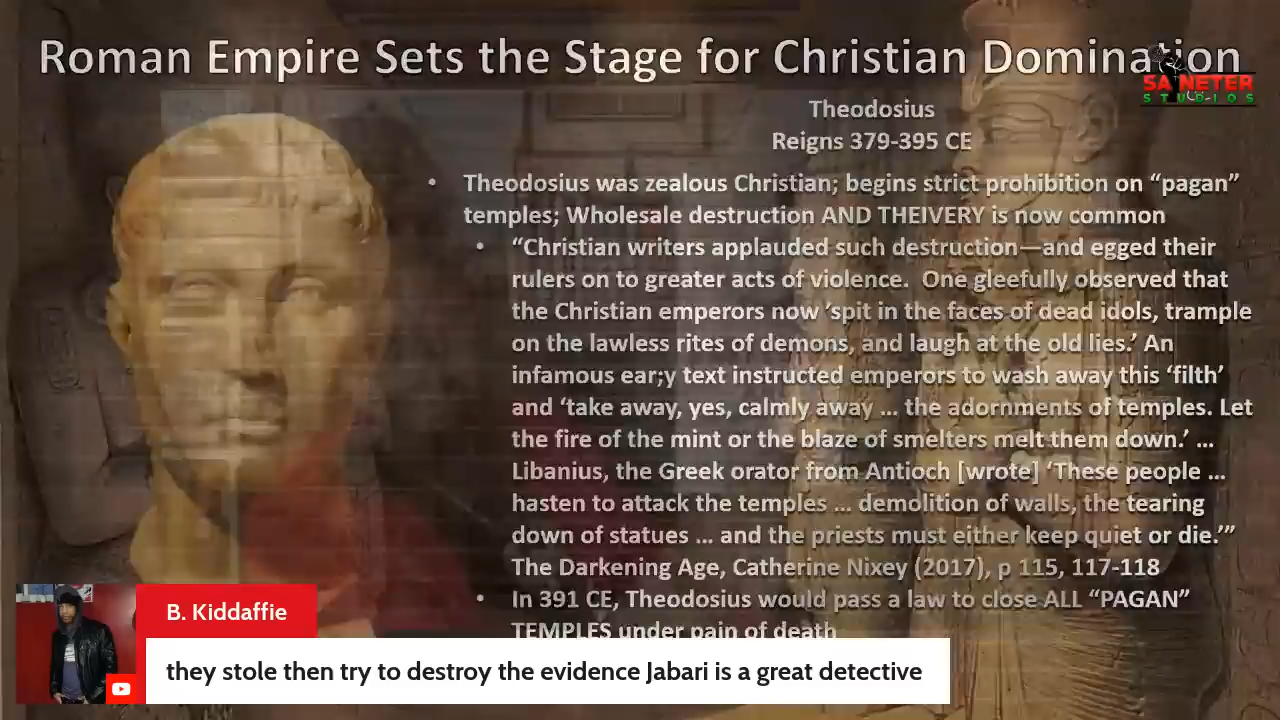 Roman Empire Sets the Stage for Christian Domination
SA NETER
STUDIOS
Theodosius
Reigns 379-395 CE
• Theodosius was zealous Christian; begins strict prohibition on “pagan”
temples; Wholesale destruction AND THEIVERY is now common
• “Christian writers applauded such destruction—and egged their
rulers on to greater acts of violence. One gleefully observed that
the Christian emperors now ‘spit in the faces of dead idols, trample
on the lawless rites of demons, and laugh at the old lies.’ An
infamous ear;y text instructed emperors to wash away this ‘filth’
and ‘take away, yes, calmly away … the adornments of temples. Let
the fire of the mint or the blaze of smelters melt them down.’ …
Libanius, the Greek orator from Antioch [wrote] ‘These people …
hasten to attack the temples … demolition of walls, the tearing
down of statues … and the priests must either keep quiet or die.’”
The Darkening Age, Catherine Nixey (2017), p 115, 117-118
• In 391 CE, Theodosius would pass a law to close ALL “PAGAN”
TEMPLES under pain of death
B. Kiddaffie
they stole then try to destroy the evidence Jabari is a great detective